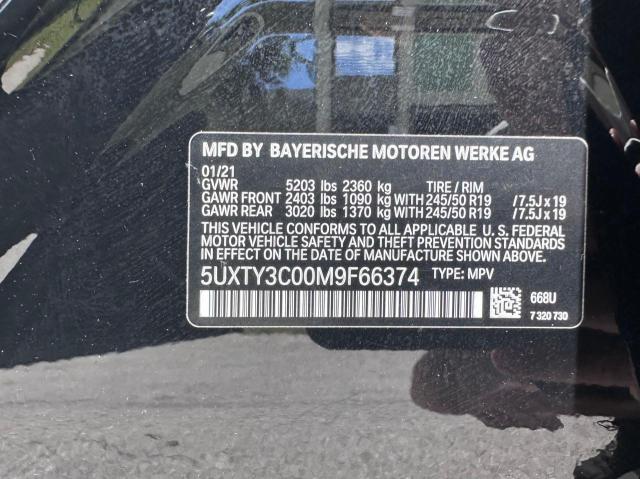 MFD BY BAYERISCHE MOTOREN WERKE AG
01/21
GVWR 5203 lbs 2360 kg TIRE / RIM
GAWR FRONT 2403 lbs 1090 kg WITH 245/50 R19 /7.5J x 19
GAWR REAR 3020 lbs 1370 kg WITH 245/50 R19 /7.5J x 19
THIS VEHICLE CONFORMS TO ALL APPLICABLE U. S. FEDERAL
MOTOR VEHICLE SAFETY AND THEFT PREVENTION STANDARDS
IN EFFECT ON THE DATE OF MANUFACTURE SHOWN ABOVE.
5UXTY3C00M9F66374 TYPE: MPV
668U
7 320 730